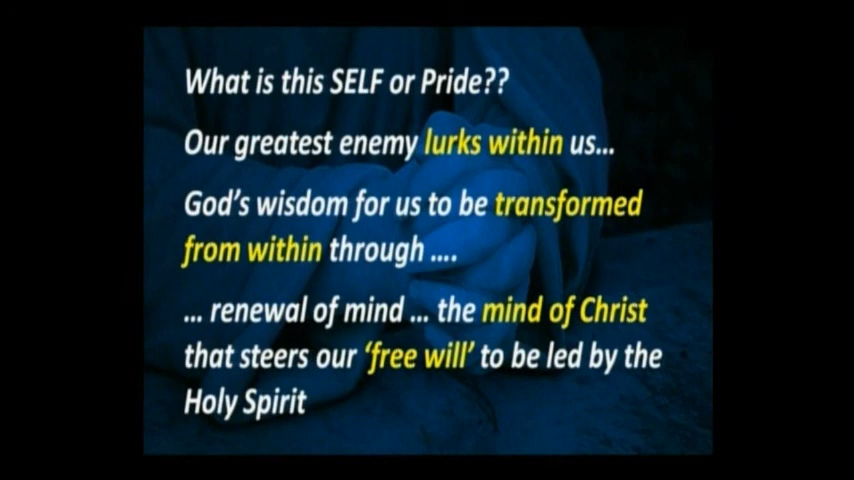 What is this SELF or Pride??
Our greatest enemy lurks within us...
God's wisdom for us to be transformed
from within through ....
... renewal of mind ... the mind of Christ
that steers our 'free will' to be led by the
Holy Spirit